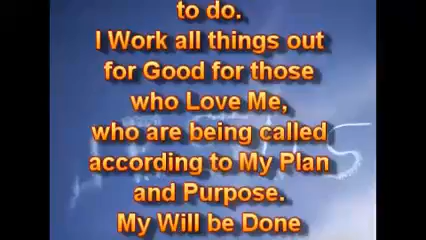 to do.
I Work all things out
for Good for those
who Love Me,
who are being called
according to My Plan
and Purpose.
My Will be Done